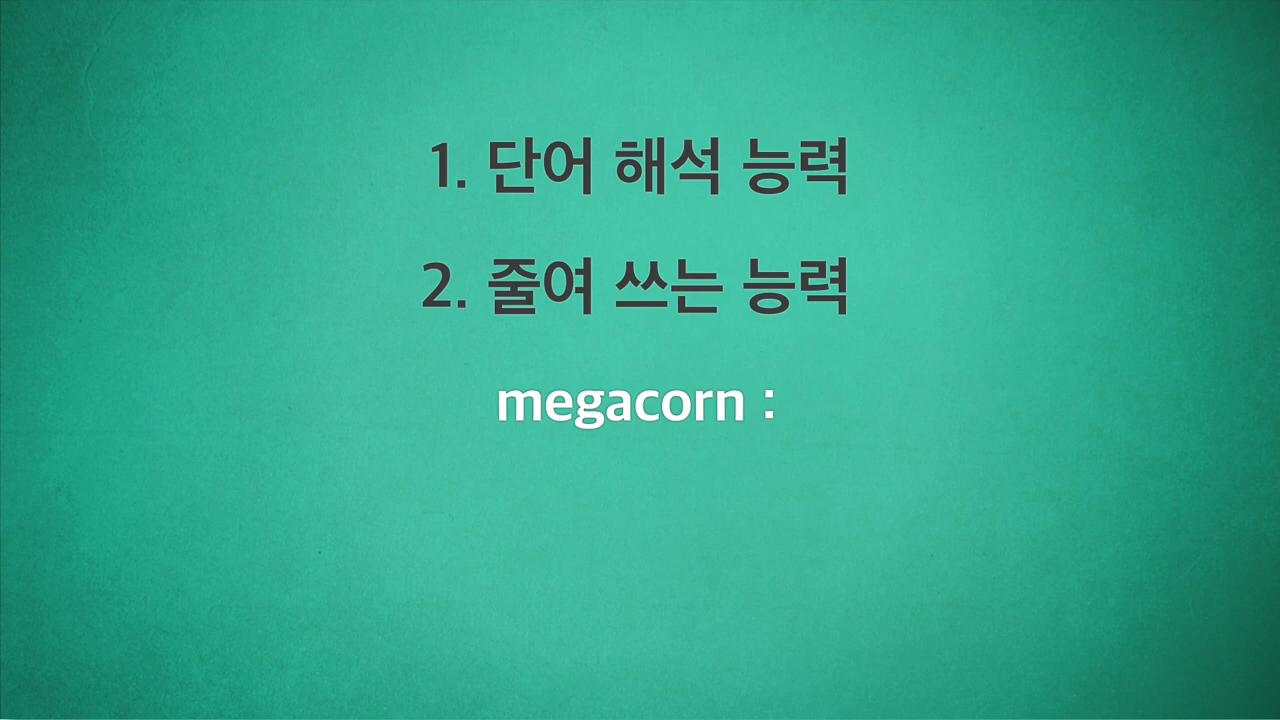 1. 단어 해석 능력
2. 줄여 쓰는 능력
megacorn :